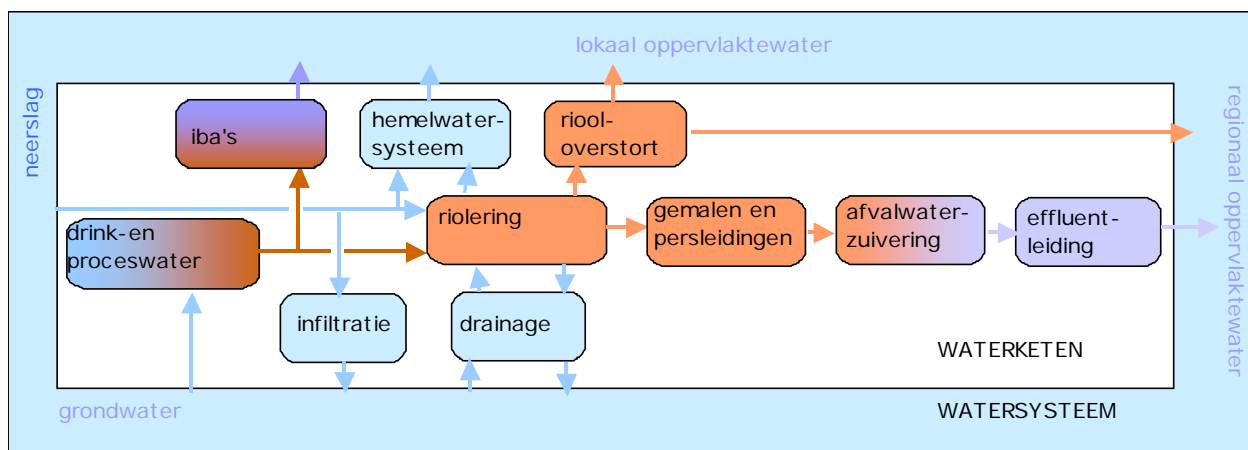 lokaal oppervlaktewater
neerslag
iba's
hemelwater-
systeem
riool-
overstort
regionaal oppervlaktewater
drink-en
proceswater
riolering
gemalen en
persleidingen
afvalwater-
zuivering
effluent-
leiding
infiltratie
drainage
WATERKETEN
grondwater
WATERSYSTEEM